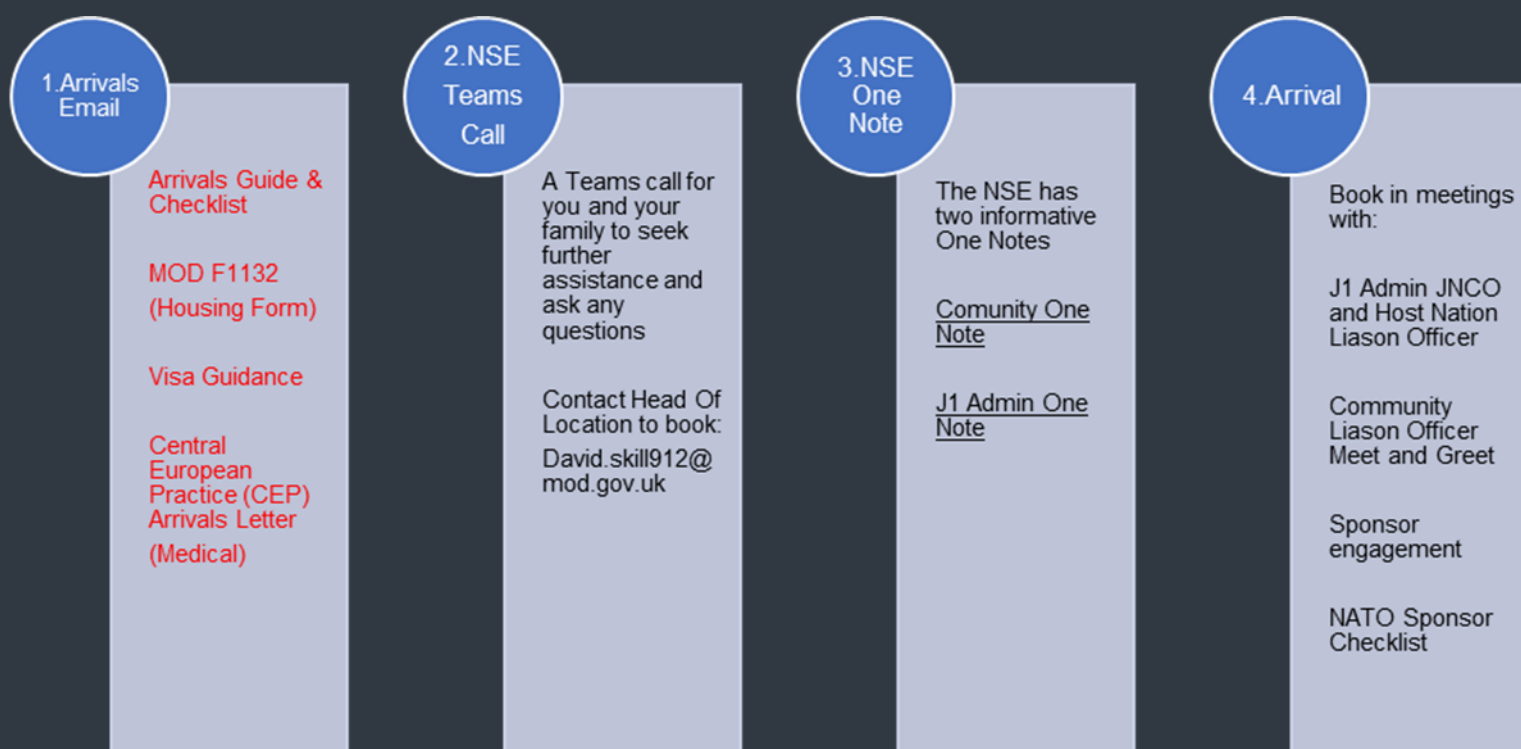 1.Arrivals
Email
Arrivals Guide &
Checklist
MOD F1132
(Housing Form)
Visa Guidance
Central
European
Practice (CEP)
Arrivals Letter
(Medical)
2.NSE
Teams
Call
A Teams call for
you and your
family to seek
further
assistance and
ask any
questions
Contact Head Of
Location to book:
David.skill912@
mod.gov.uk
3.NSE
One
Note
The NSE has
two informative
One Notes
Comunity One
Note
J1 Admin One
Note
4.Arrival
Book in meetings
with:
J1 Admin JNCO
and Host Nation
Liason Officer
Community
Liason Officer
Meet and Greet
Sponsor
engagement
NATO Sponsor
Checklist